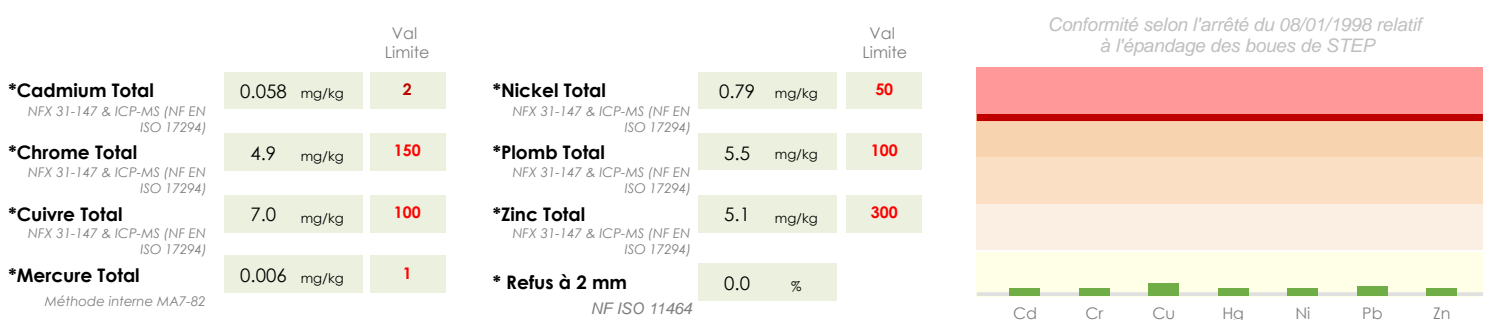 Val
Limite
*Cadmium Total 0.058 mg/kg 2
NFX 31-147 & ICP-MS (NF EN
ISO 17294)
*Chrome Total 4.9 mg/kg 150
NFX 31-147 & ICP-MS (NF EN
ISO 17294)
*Cuivre Total 7.0 mg/kg 100
NFX 31-147 & ICP-MS (NF EN
ISO 17294)
*Mercure Total 0.006 mg/kg 1
Méthode interne MA7-82
Val
Limite
*Nickel Total 0.79 mg/kg 50
NFX 31-147 & ICP-MS (NF EN
ISO 17294)
*Plomb Total 5.5 mg/kg 100
NFX 31-147 & ICP-MS (NF EN
ISO 17294)
*Zinc Total 5.1 mg/kg 300
NFX 31-147 & ICP-MS (NF EN
ISO 17294)
* Refus à 2 mm 0.0 %
NF ISO 11464
Conformité selon l'arrêté du 08/01/1998 relatif
à l'épandage des boues de STEP
Cd Cr Cu Hg Ni Pb Zn